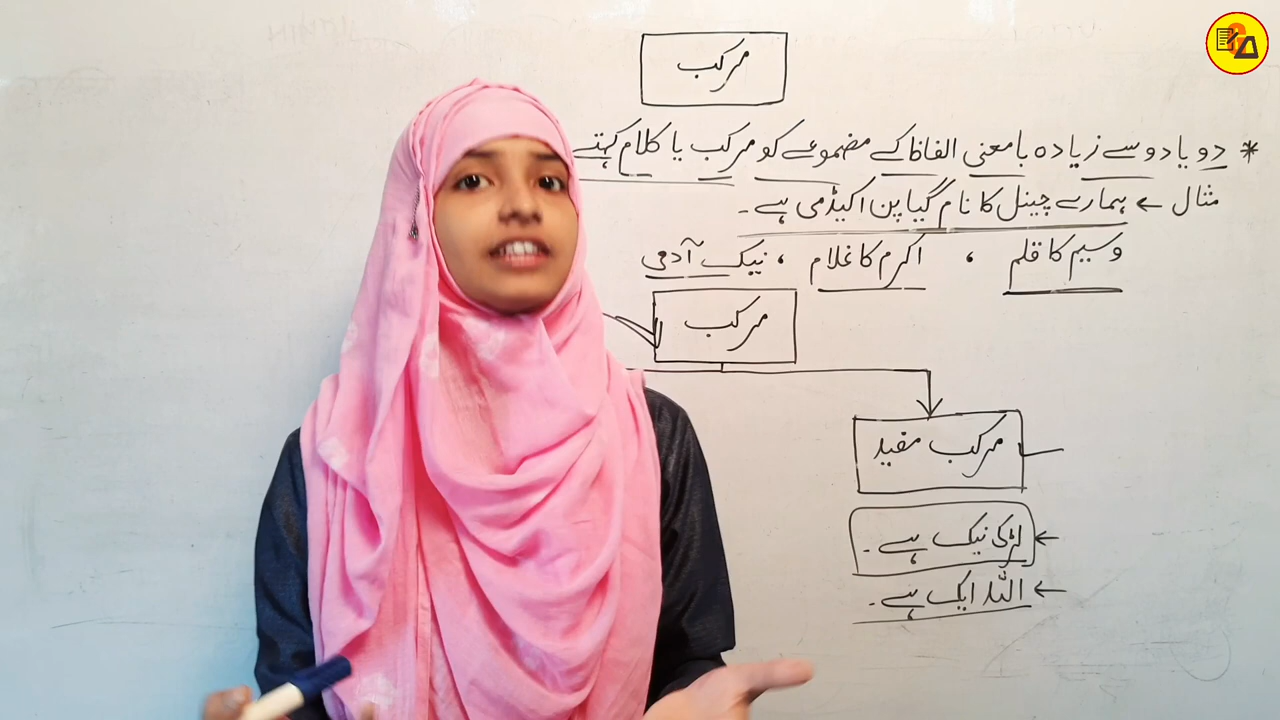 مرکب
* دو یا دو سے زیادہ بامعنی الفاظ کے مضموعے کو مرکب یا کلام کہتے
مثال ← ہمارے چینل کا نام گیا پن اکیڈمی ہے۔
وسیم کا قلم ، اکرم کا غلام ، نیک آدمی
مرکب
مرکب مفید
← لڑکی نیک ہے۔
← اللہ ایک ہے۔